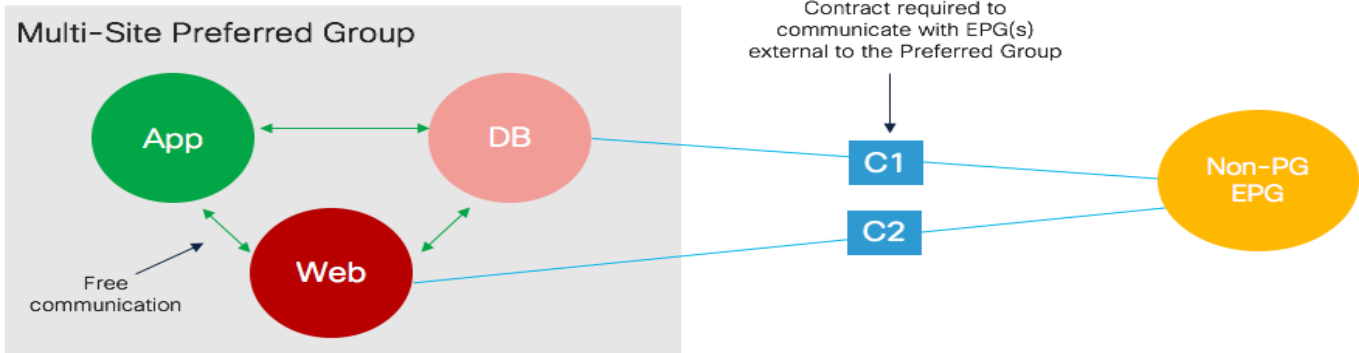 Multi-Site Preferred Group
Contract required to
communicate with EPG(s)
external to the Preferred Group
App
DB
C1
Non-PG
EPG
C2
Web
Free
communication